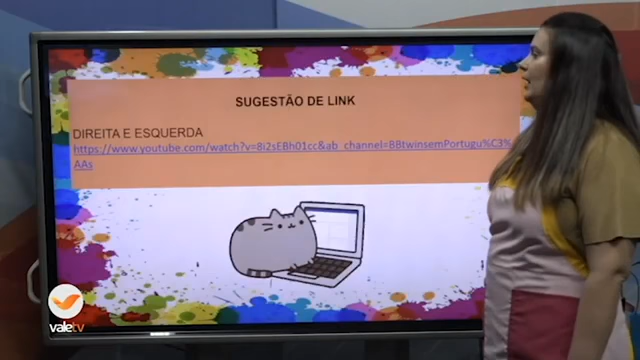 SUGESTÃO DE LINK
DIREITA E ESQUERDA
https://www.youtube.com/watch?v=8i2sEBh01cc&ab_channel=BBtwinsemPortugu%C3%
AAs
valetv